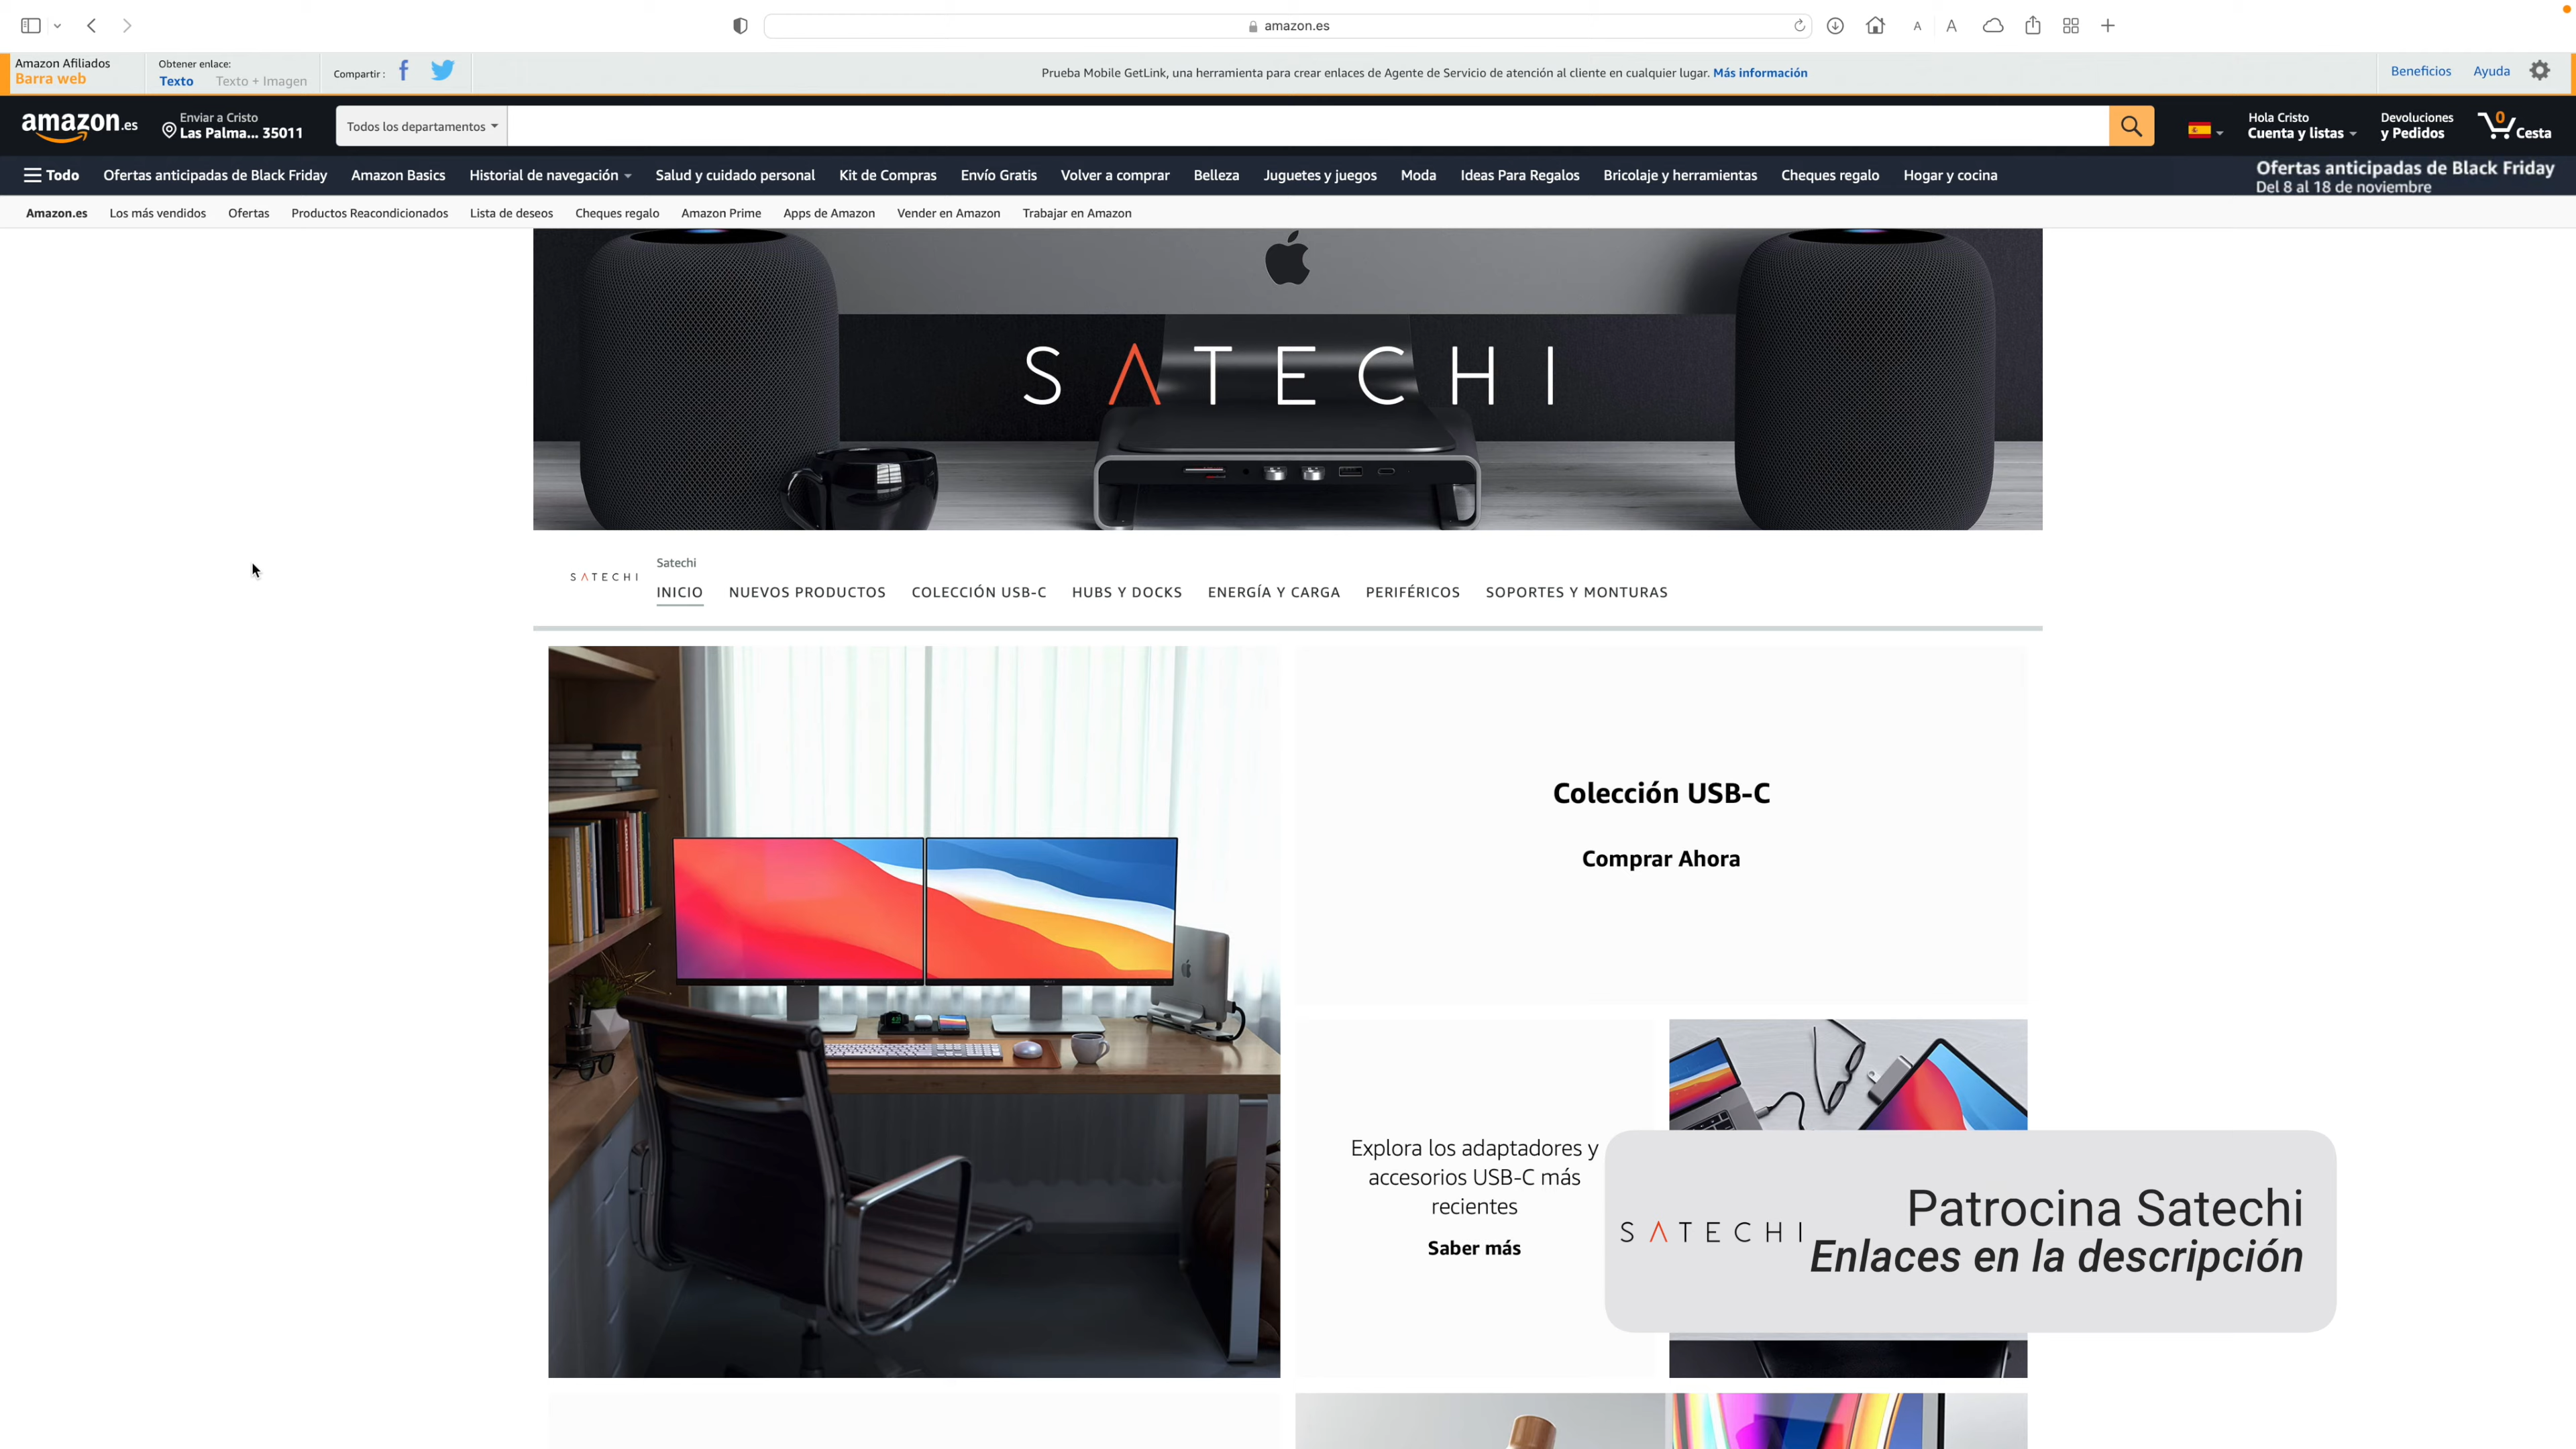 amazon.es
Amazon Afiliados
Barra web
Obtener enlace:
Texto Texto + Imagen
Compartir :
Prueba Mobile GetLink, una herramienta para crear enlaces de Agente de Servicio de atención al cliente en cualquier lugar. Más información
Beneficios Ayuda
amazon.es
Enviar a Cristo
Las Palma... 35011
Todos los departamentos
Hola Cristo
Cuenta y listas
Devoluciones
y Pedidos
0
Cesta
Todo Ofertas anticipadas de Black Friday Amazon Basics Historial de navegación Salud y cuidado personal Kit de Compras Envío Gratis Volver a comprar Belleza Juguetes y juegos Moda Ideas Para Regalos Bricolaje y herramientas Cheques regalo Hogar y cocina
Ofertas anticipadas de Black Friday
Del 8 al 18 de noviembre
Amazon.es Los más vendidos Ofertas Productos Reacondicionados Lista de deseos Cheques regalo Amazon Prime Apps de Amazon Vender en Amazon Trabajar en Amazon
SATECHI
SATECHI
Satechi
INICIO NUEVOS PRODUCTOS COLECCIÓN USB-C HUBS Y DOCKS ENERGÍA Y CARGA PERIFÉRICOS SOPORTES Y MONTURAS
Colección USB-C
Comprar Ahora
Explora los adaptadores y
accesorios USB-C más
recientes
Saber más
SATECHI
Patrocina Satechi
Enlaces en la descripción